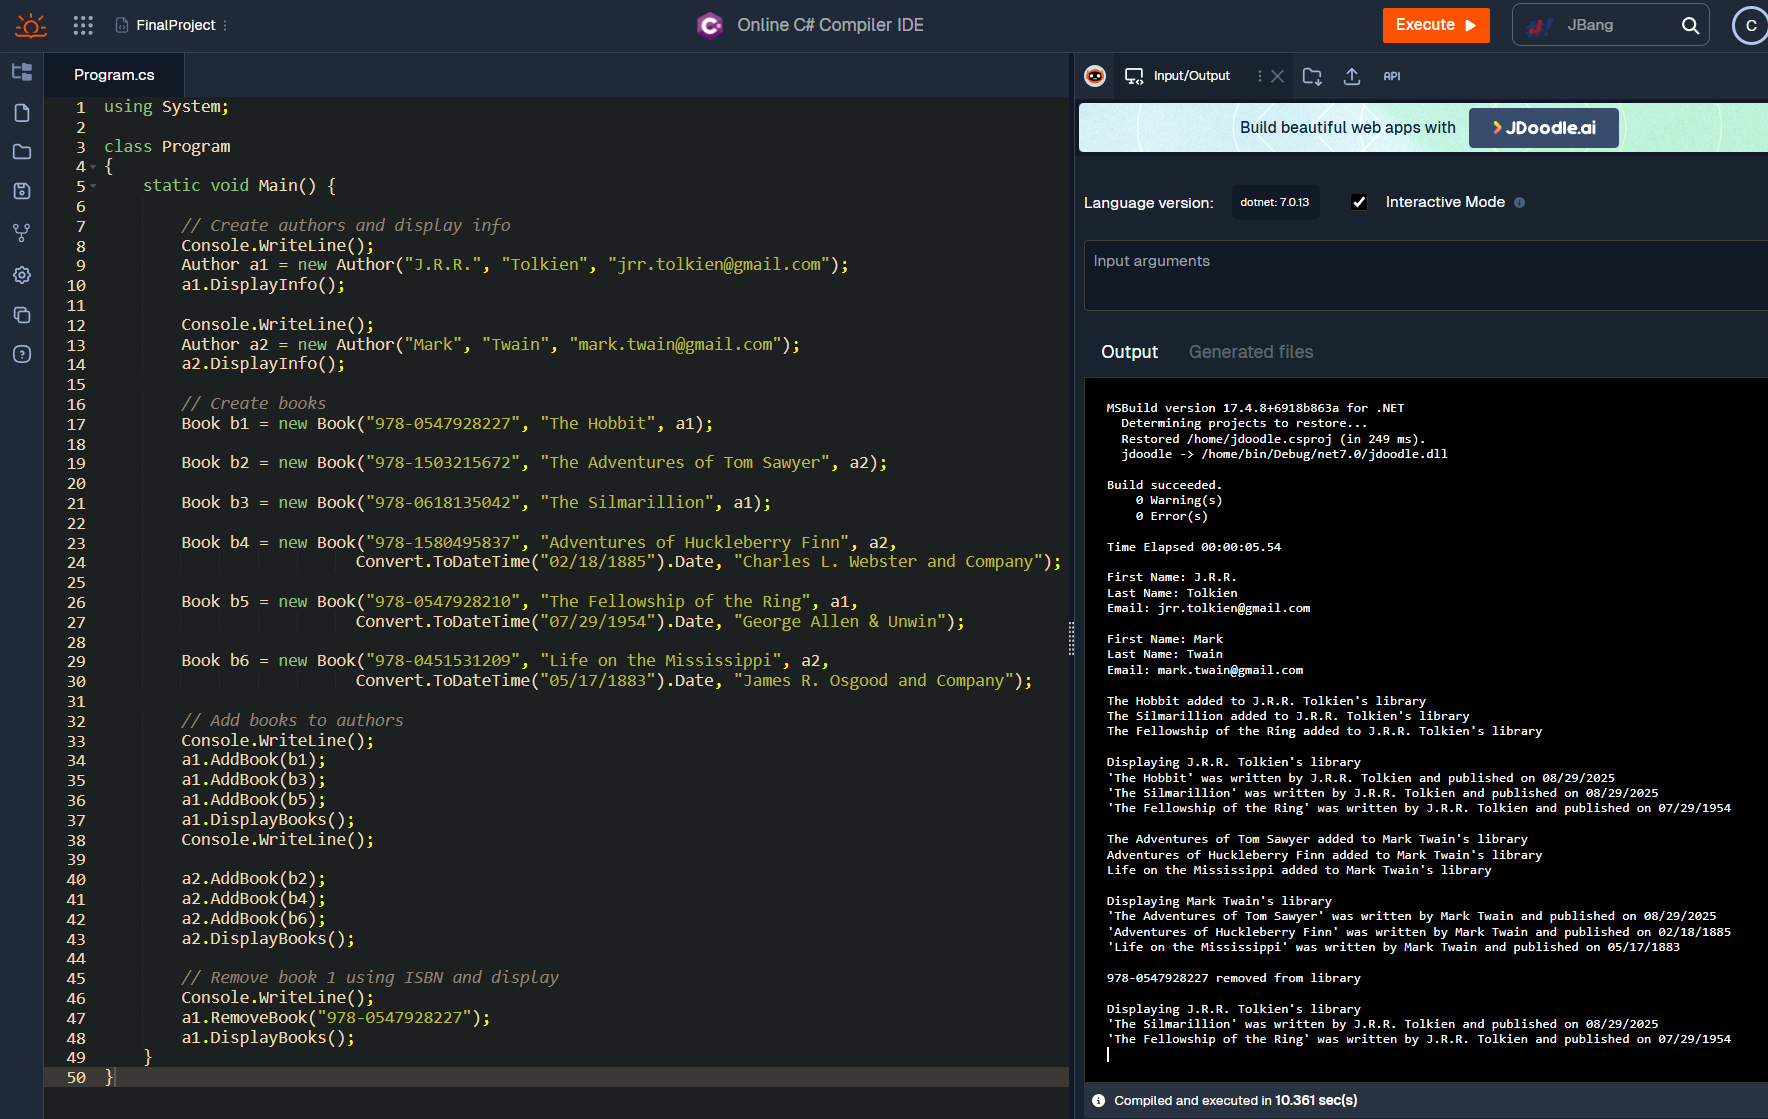 FinalProject
Online C# Compiler IDE
Execute
JBang
C
Program.cs
1 using System;
2
3 class Program
4 {
5     static void Main() {
6
7         // Create authors and display info
8         Console.WriteLine();
9         Author a1 = new Author("J.R.R.", "Tolkien", "jrr.tolkien@gmail.com");
10         a1.DisplayInfo();
11
12         Console.WriteLine();
13         Author a2 = new Author("Mark", "Twain", "mark.twain@gmail.com");
14         a2.DisplayInfo();
15
16         // Create books
17         Book b1 = new Book("978-0547928227", "The Hobbit", a1);
18
19         Book b2 = new Book("978-1503215672", "The Adventures of Tom Sawyer", a2);
20
21         Book b3 = new Book("978-0618135042", "The Silmarillion", a1);
22
23         Book b4 = new Book("978-1580495837", "Adventures of Huckleberry Finn", a2,
24                           Convert.ToDateTime("02/18/1885").Date, "Charles L. Webster and Company");
25
26         Book b5 = new Book("978-0547928210", "The Fellowship of the Ring", a1,
27                           Convert.ToDateTime("07/29/1954").Date, "George Allen & Unwin");
28
29         Book b6 = new Book("978-0451531209", "Life on the Mississippi", a2,
30                           Convert.ToDateTime("05/17/1883").Date, "James R. Osgood and Company");
31
32         // Add books to authors
33         Console.WriteLine();
34         a1.AddBook(b1);
35         a1.AddBook(b3);
36         a1.AddBook(b5);
37         a1.DisplayBooks();
38         Console.WriteLine();
39
40         a2.AddBook(b2);
41         a2.AddBook(b4);
42         a2.AddBook(b6);
43         a2.DisplayBooks();
44
45         // Remove book 1 using ISBN and display
46         Console.WriteLine();
47         a1.RemoveBook("978-0547928227");
48         a1.DisplayBooks();
49     }
50 }
Input/Output
API
Build beautiful web apps with JDoodle.ai
Language version: dotnet: 7.0.13 Interactive Mode
Input arguments
Output Generated files
MSBuild version 17.4.8+6918b863a for .NET
  Determining projects to restore...
  Restored /home/jdoodle.csproj (in 249 ms).
  jdoodle -> /home/bin/Debug/net7.0/jdoodle.dll
Build succeeded.
    0 Warning(s)
    0 Error(s)
Time Elapsed 00:00:05.54
First Name: J.R.R.
Last Name: Tolkien
Email: jrr.tolkien@gmail.com
First Name: Mark
Last Name: Twain
Email: mark.twain@gmail.com
The Hobbit added to J.R.R. Tolkien's library
The Silmarillion added to J.R.R. Tolkien's library
The Fellowship of the Ring added to J.R.R. Tolkien's library
Displaying J.R.R. Tolkien's library
'The Hobbit' was written by J.R.R. Tolkien and published on 08/29/2025
'The Silmarillion' was written by J.R.R. Tolkien and published on 08/29/2025
'The Fellowship of the Ring' was written by J.R.R. Tolkien and published on 07/29/1954
The Adventures of Tom Sawyer added to Mark Twain's library
Adventures of Huckleberry Finn added to Mark Twain's library
Life on the Mississippi added to Mark Twain's library
Displaying Mark Twain's library
'The Adventures of Tom Sawyer' was written by Mark Twain and published on 08/29/2025
'Adventures of Huckleberry Finn' was written by Mark Twain and published on 02/18/1885
'Life on the Mississippi' was written by Mark Twain and published on 05/17/1883
978-0547928227 removed from library
Displaying J.R.R. Tolkien's library
'The Silmarillion' was written by J.R.R. Tolkien and published on 08/29/2025
'The Fellowship of the Ring' was written by J.R.R. Tolkien and published on 07/29/1954
Compiled and executed in 10.361 sec(s)